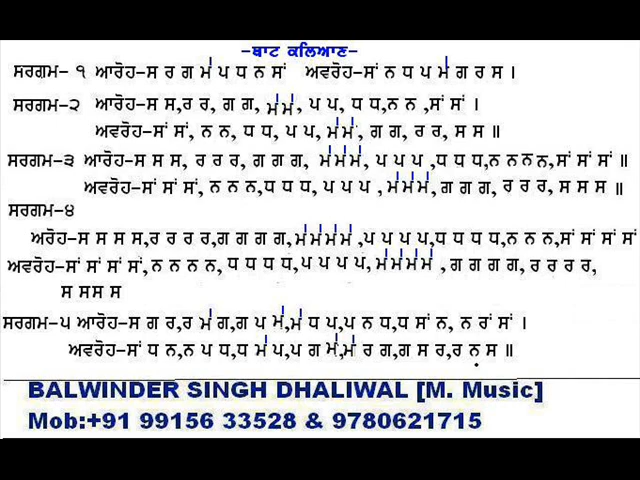 -ਥਾਟ ਕਲਿਆਣ-
ਸਰਗਮ- ੧ ਆਰੋਹ-ਸ ਰ ਗ ਮ॑ ਪ ਧ ਨ ਸਾਂ ਅਵਰੋਹ-ਸਾਂ ਨ ਧ ਪ ਮ॑ ਗ ਰ ਸ ।
ਸਰਗਮ-੨ ਆਰੋਹ-ਸ ਸ,ਰ ਰ, ਗ ਗ, ਮ॑ ਮ॑, ਪ ਪ, ਧ ਧ,ਨ ਨ ,ਸਾਂ ਸਾਂ ।
ਅਵਰੋਹ-ਸਾਂ ਸਾਂ, ਨ ਨ, ਧ ਧ, ਪ ਪ, ਮ॑ ਮ॑, ਗ ਗ, ਰ ਰ, ਸ ਸ ॥
ਸਰਗਮ-੩ ਆਰੋਹ-ਸ ਸ ਸ, ਰ ਰ ਰ, ਗ ਗ ਗ, ਮ॑ ਮ॑ ਮ॑, ਪ ਪ ਪ ,ਧ ਧ ਧ,ਨ ਨ ਨ ਨ,ਸਾਂ ਸਾਂ ਸਾਂ ॥
ਅਵਰੋਹ-ਸਾਂ ਸਾਂ ਸਾਂ, ਨ ਨ ਨ,ਧ ਧ ਧ, ਪ ਪ ਪ , ਮ॑ ਮ॑ ਮ॑, ਗ ਗ ਗ, ਰ ਰ ਰ, ਸ ਸ ਸ ॥
ਸਰਗਮ-੪
ਅਰੋਹ-ਸ ਸ ਸ ਸ,ਰ ਰ ਰ ਰ,ਗ ਗ ਗ ਗ,ਮ॑ ਮ॑ ਮ॑ ਮ॑ ,ਪ ਪ ਪ ਪ,ਧ ਧ ਧ ਧ,ਨ ਨ ਨ,ਸਾਂ ਸਾਂ ਸਾਂ ਸਾਂ
ਅਵਰੋਹ-ਸਾਂ ਸਾਂ ਸਾਂ ਸਾਂ,ਨ ਨ ਨ ਨ, ਧ ਧ ਧ ਧ,ਪ ਪ ਪ ਪ,ਮ॑ ਮ॑ ਮ॑ ਮ॑ , ਗ ਗ ਗ ਗ, ਰ ਰ ਰ ਰ,
ਸ ਸਸ ਸ
ਸਰਗਮ-੫ ਆਰੋਹ-ਸ ਗ ਰ,ਰ ਮ॑ ਗ,ਗ ਪ ਮ॑,ਮ॑ ਧ ਪ,ਪ ਨ ਧ,ਧ ਸਾਂ ਨ, ਨ ਰਾਂ ਸਾਂ ।
ਅਵਰੋਹ-ਸਾਂ ਧ ਨ,ਨ ਪ ਧ,ਧ ਮ॑ ਪ,ਪ ਗ ਮ॑,ਮ॑ ਰ ਗ,ਗ ਸ ਰ,ਰ ਨ਼ ਸ ॥
BALWINDER SINGH DHALIWAL [M. Music]
Mob:+91 99156 33528 & 9780621715